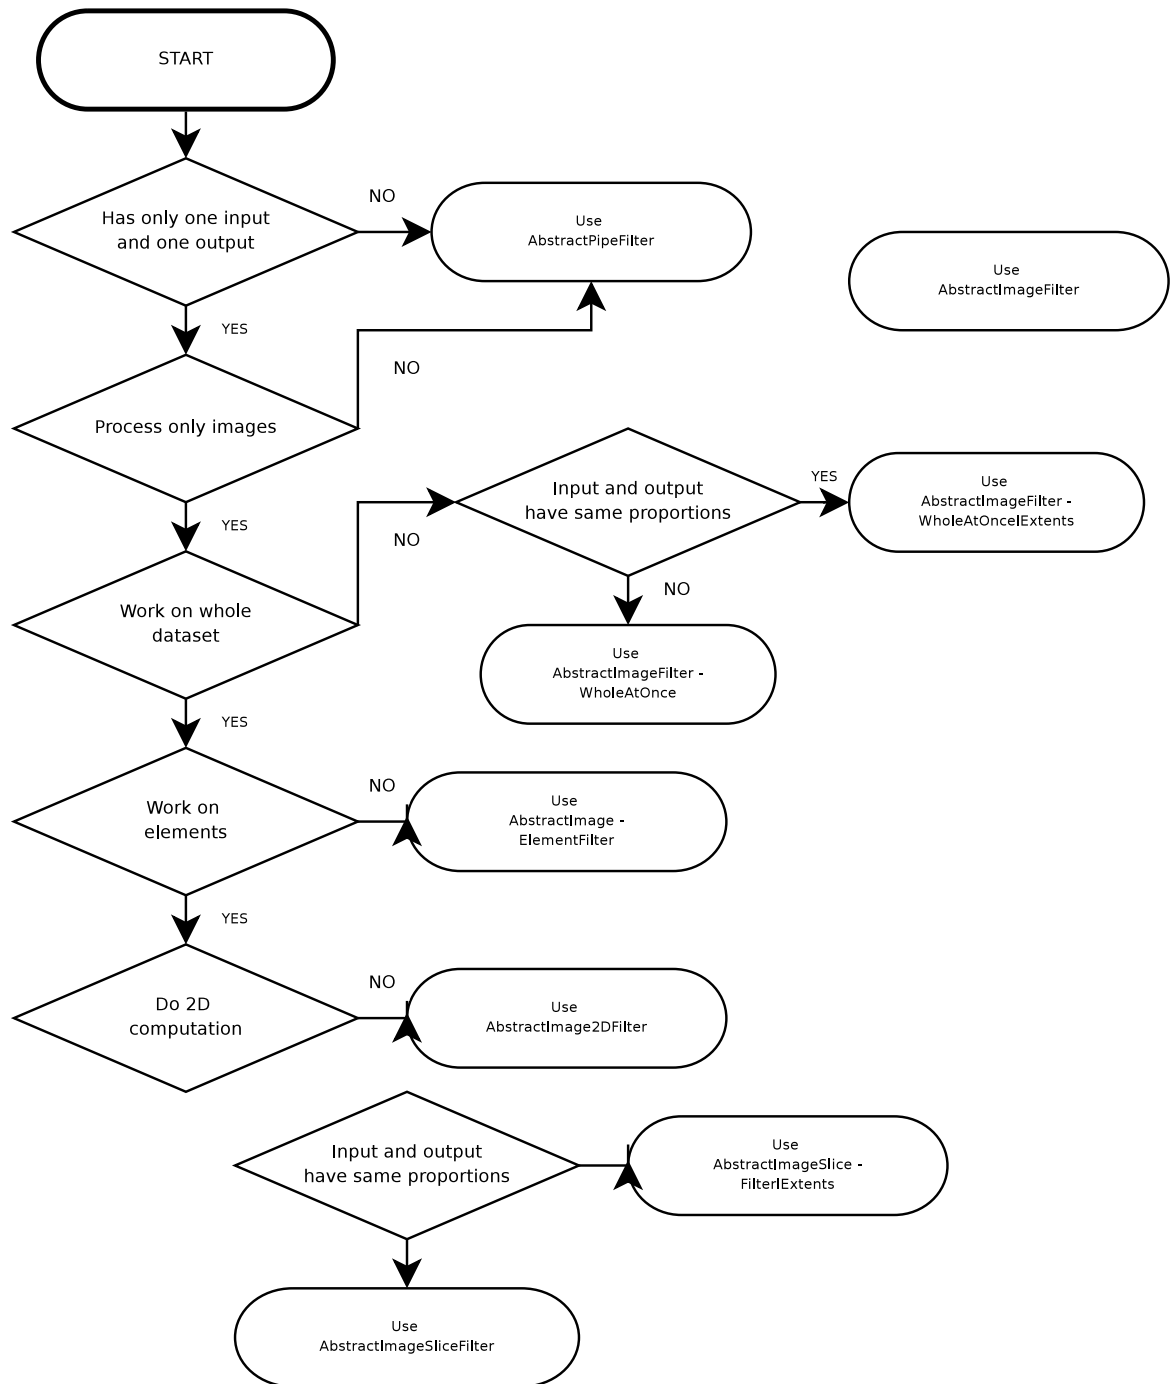 START
NO
Has only one input
and one output
Use
AbstractPipeFilter
Use
AbstractImageFilter
YES
NO
Process only images
Input and output
have same proportions
YES
Use
AbstractImageFilter -
WholeAtOnceIExtents
YES
NO
NO
Work on whole
dataset
Use
AbstractImageFilter -
WholeAtOnce
YES
NO
Work on
elements
Use
AbstractImage -
ElementFilter
YES
NO
Do 2D
computation
Use
AbstractImage2DFilter
Input and output
have same proportions
Use
AbstractImageSlice -
FilterIExtents
Use
AbstractImageSliceFilter